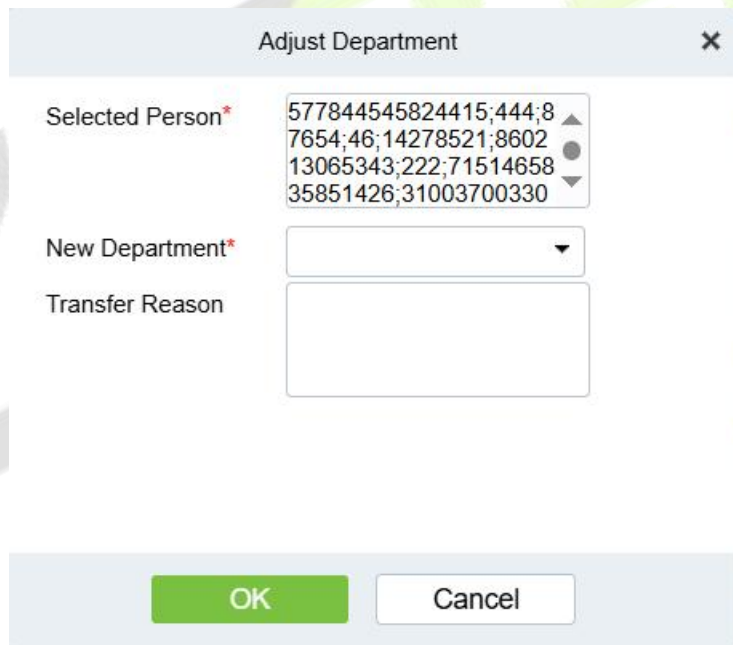 Adjust Department
Selected Person*
577844545824415;444;8
7654;46;14278521;8602
13065343;222;71514658
35851426;31003700330
New Department*
Transfer Reason
OK
Cancel